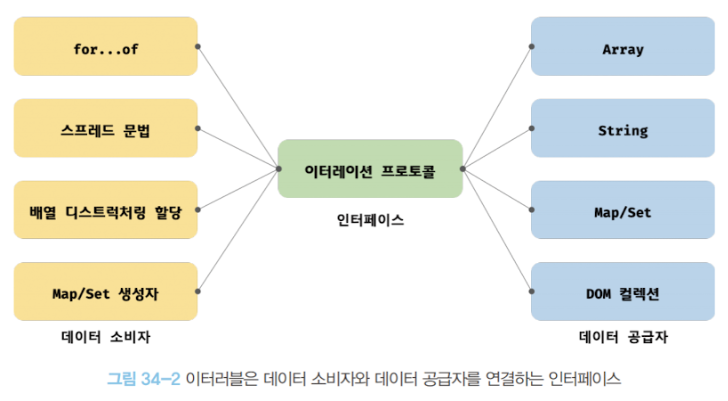 for...of
스프레드 문법
배열 디스트럭처링 할당
Map/Set 생성자
데이터 소비자
이터레이션 프로토콜
인터페이스
Array
String
Map/Set
DOM 컬렉션
데이터 공급자
그림 34-2 이터러블은 데이터 소비자와 데이터 공급자를 연결하는 인터페이스